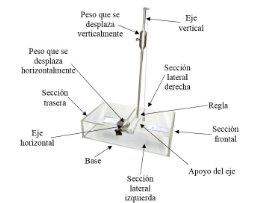 Peso que se
desplaza
verticalmente
Eje
vertical
Peso que se
desplaza
horizontalmente
Sección
lateral
derecha
Sección
trasera
Regla
Eje
horizontal
Sección
frontal
Base
Apoyo del eje
Sección
lateral
izquierda